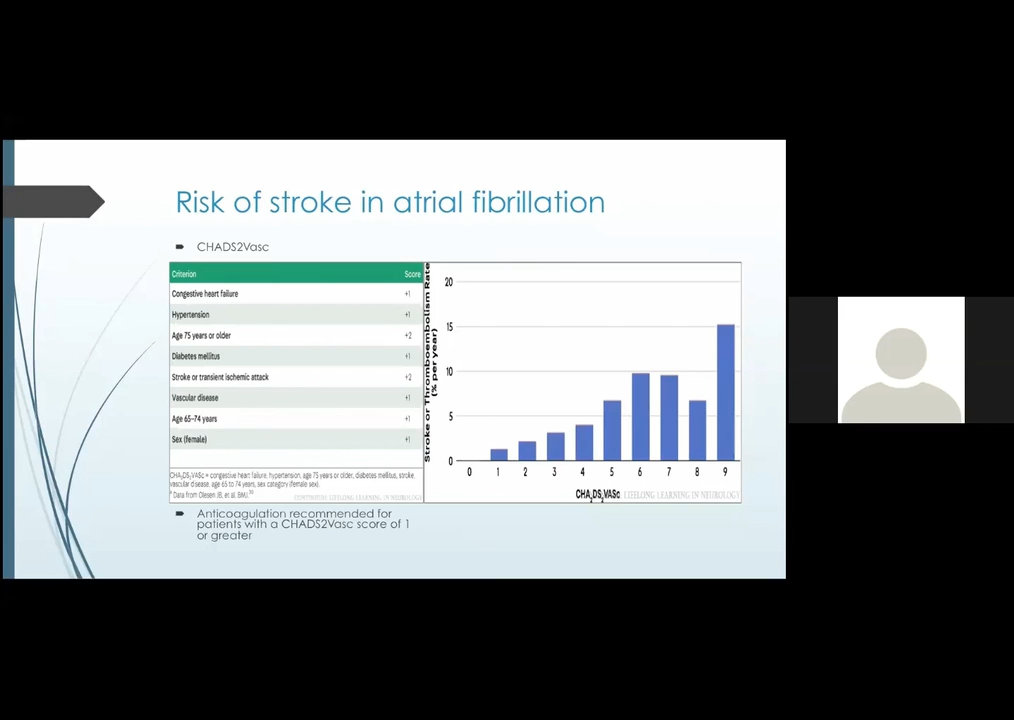 Risk of stroke in atrial fibrillation
CHADS2Vasc
Criterion Score
Congestive heart failure +1
Hypertension +1
Age 75 years or older +2
Diabetes mellitus +1
Stroke or transient ischemic attack +2
Vascular disease +1
Age 65–74 years +1
Sex (female) +1
CHA2DS2VASc = congestive heart failure, hypertension, age 75 years or older, diabetes mellitus, stroke,
vascular disease, age 65 to 74 years, sex category (female sex).
Data from Olesen JB, et al, BMJ.
CONTINUUM: LIFELONG LEARNING IN NEUROLOGY
Stroke or Thromboembolism Rate
(% per year)
20
15
10
5
0
0 1 2 3 4 5 6 7 8 9
CHA2DS2VASc LIFELONG LEARNING IN NEUROLOGY
Anticoagulation recommended for
patients with a CHADS2Vasc score of 1
or greater